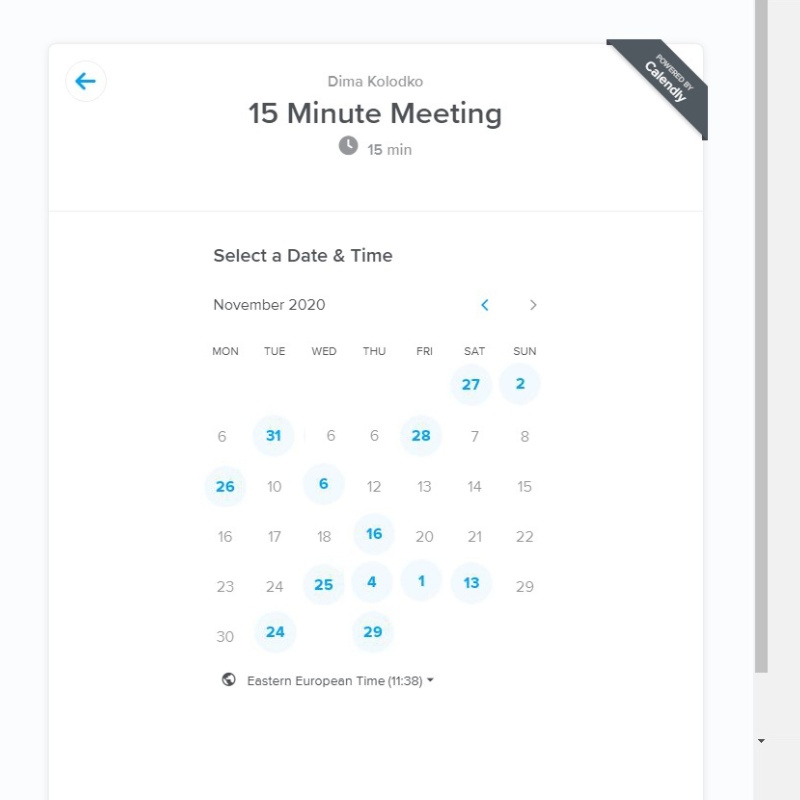 POWERED BY
Calendly
Dima Kolodko
15 Minute Meeting
15 min
Select a Date & Time
November 2020
MON TUE WED THU FRI SAT SUN
27 2
6 31 6 6 28 7 8
26 10 6 12 13 14 15
16 17 18 16 20 21 22
23 24 25 4 1 13 29
30 24 29
Eastern European Time (11:38)